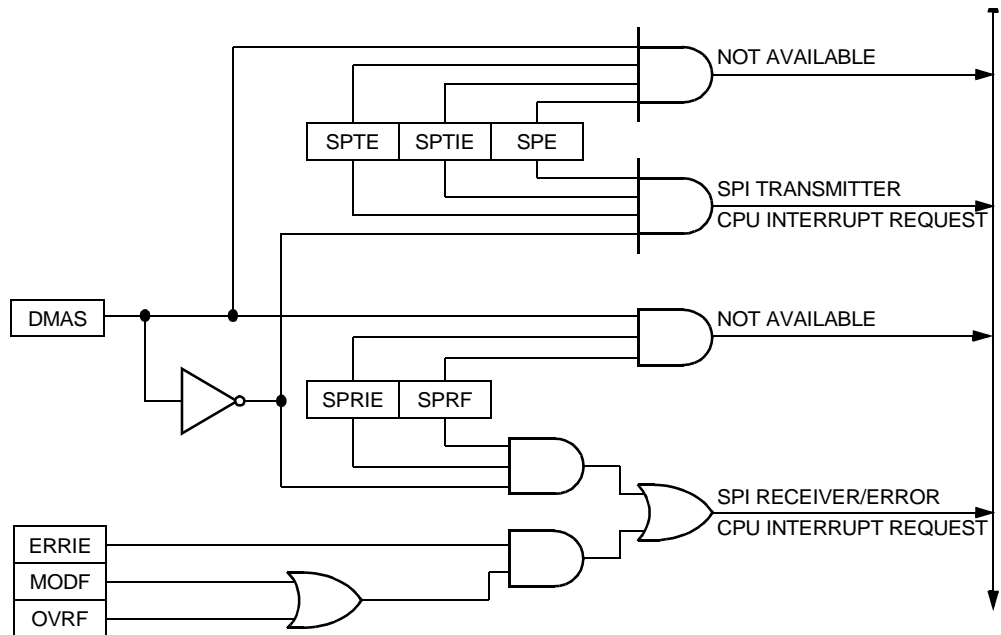 NOT AVAILABLE
SPTE SPTIE SPE
SPI TRANSMITTER
CPU INTERRUPT REQUEST
DMAS
NOT AVAILABLE
SPRIE SPRF
SPI RECEIVER/ERROR
CPU INTERRUPT REQUEST
ERRIE
MODF
OVRF